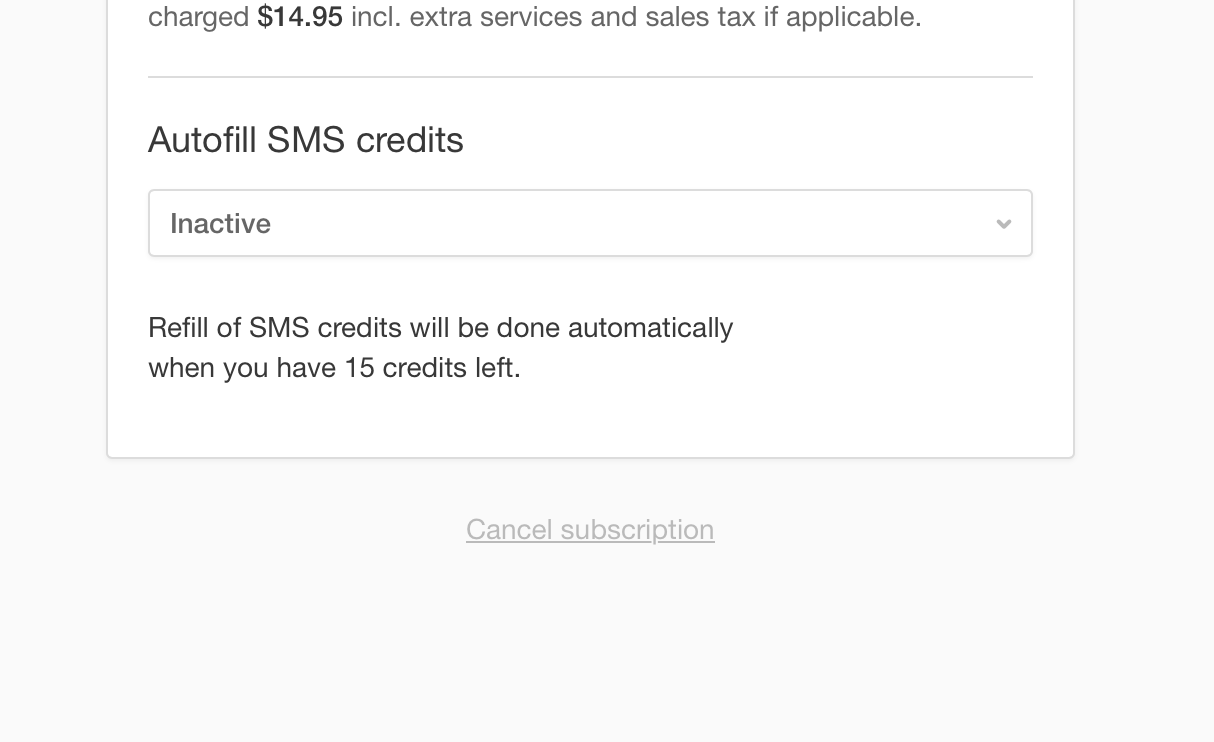 charged $14.95 incl. extra services and sales tax if applicable.
Autofill SMS credits
Inactive
Refill of SMS credits will be done automatically
when you have 15 credits left.
Cancel subscription